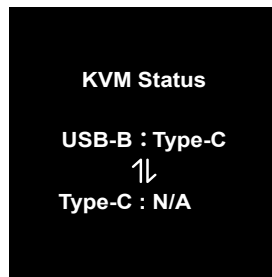 KVM Status
USB-B : Type-C
⥮
Type-C : N/A